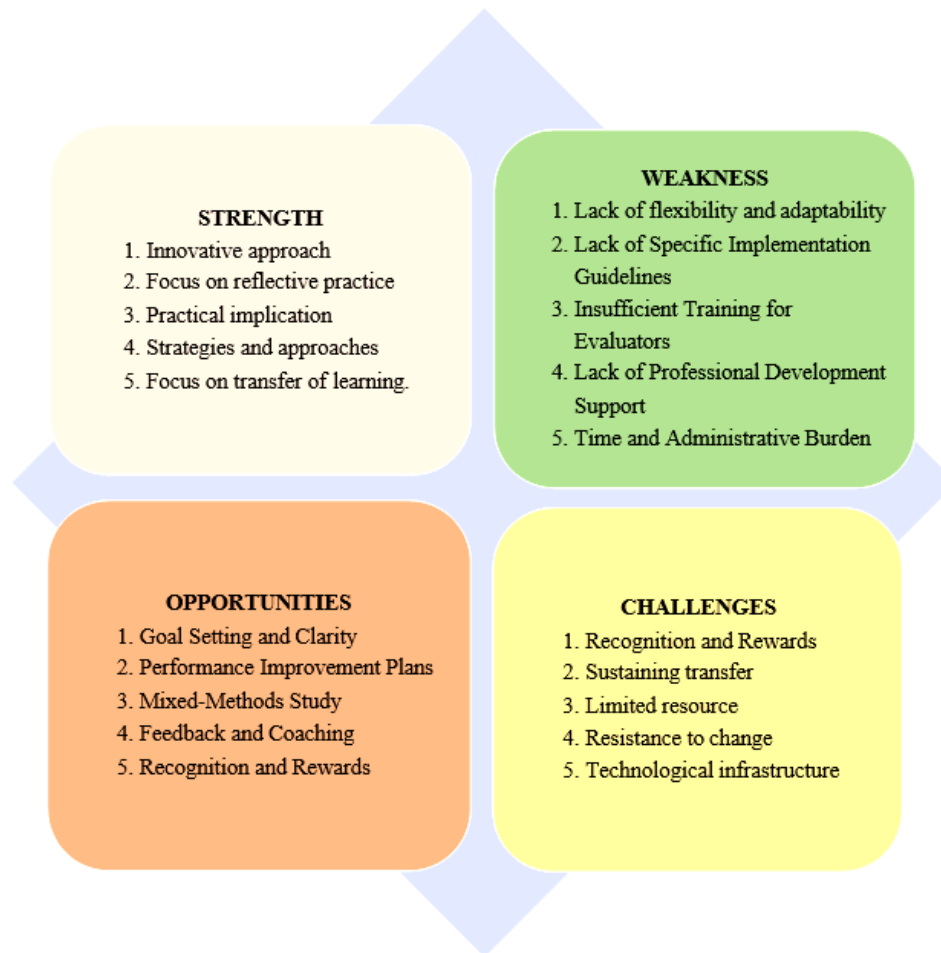 STRENGTH
1. Innovative approach
2. Focus on reflective practice
3. Practical implication
4. Strategies and approaches
5. Focus on transfer of learning.
WEAKNESS
1. Lack of flexibility and adaptability
2. Lack of Specific Implementation
Guidelines
3. Insufficient Training for
Evaluators
4. Lack of Professional Development
Support
5. Time and Administrative Burden
OPPORTUNITIES
1. Goal Setting and Clarity
2. Performance Improvement Plans
3. Mixed-Methods Study
4. Feedback and Coaching
5. Recognition and Rewards
CHALLENGES
1. Recognition and Rewards
2. Sustaining transfer
3. Limited resource
4. Resistance to change
5. Technological infrastructure